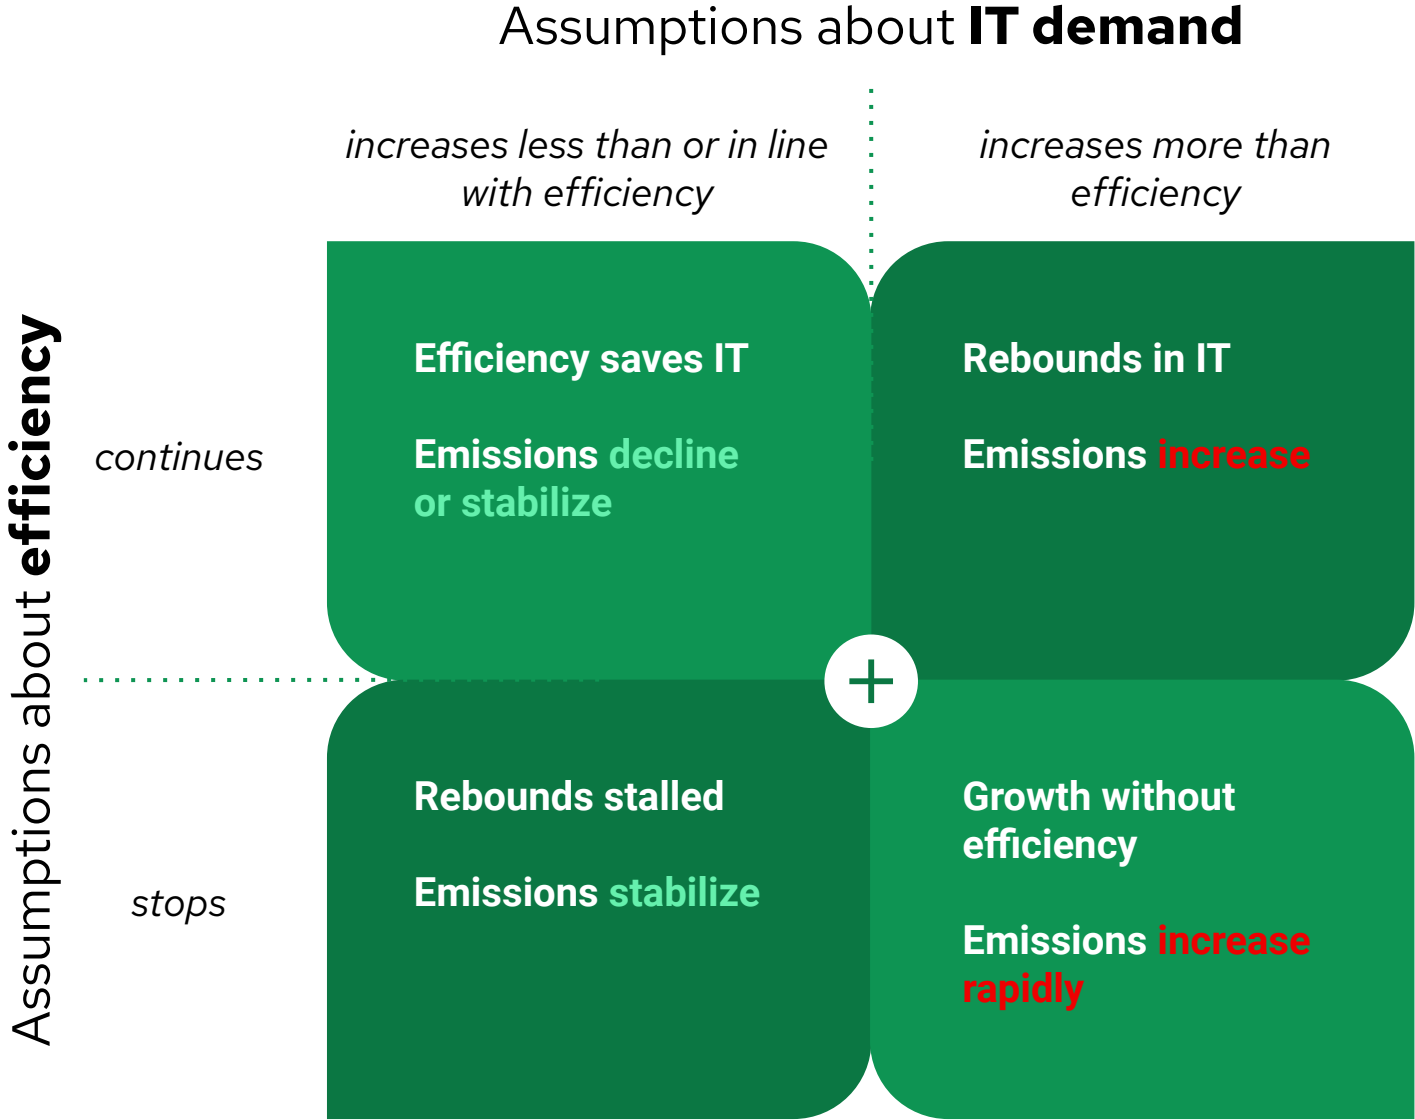 Assumptions about IT demand
increases less than or in line
with efficiency
increases more than
efficiency
Assumptions about efficiency
continues
Efficiency saves IT
Emissions decline
or stabilize
Rebounds in IT
Emissions increase
stops
Rebounds stalled
Emissions stabilize
Growth without
efficiency
Emissions increase
rapidly